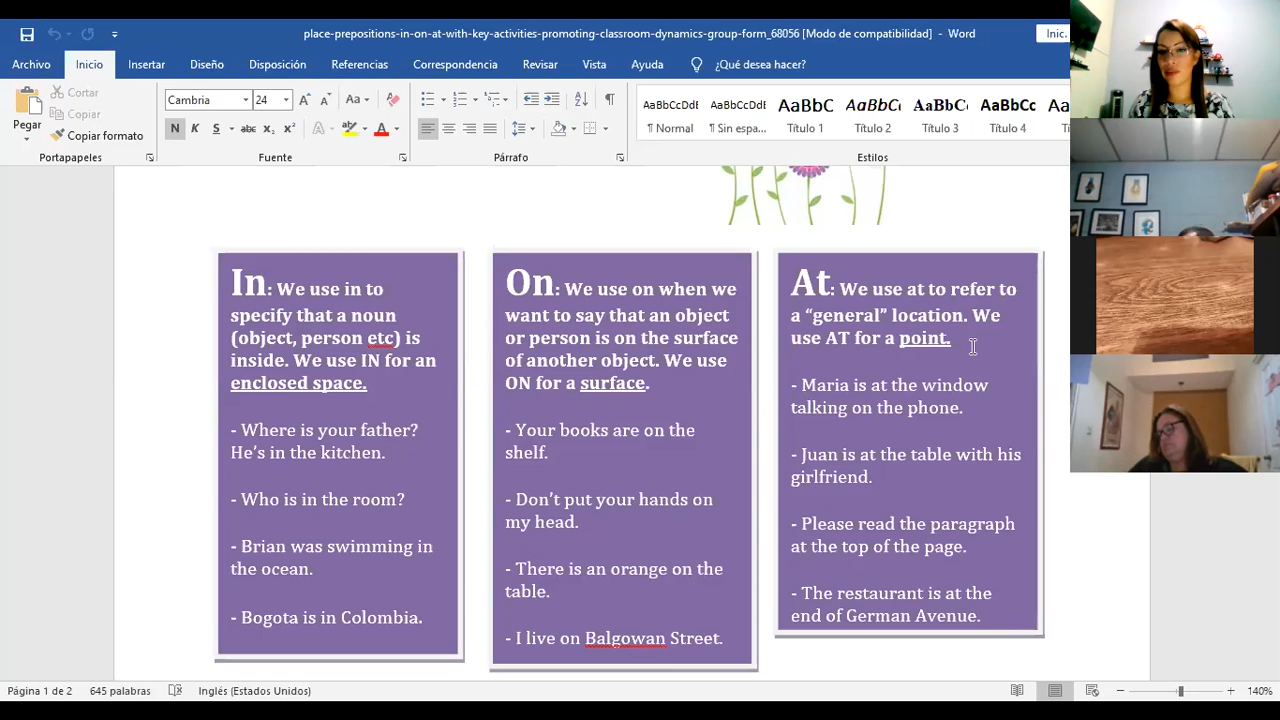 place-prepositions-in-on-at-with-key-activities-promoting-classroom-dynamics-group-form_68056 [Modo de compatibilidad] - Word
Inic.
Archivo Inicio Insertar Diseño Disposición Referencias Correspondencia Revisar Vista Ayuda ¿Qué desea hacer?
Pegar
Cortar
Copiar
Copiar formato
Portapapeles
Cambria 24
N K S abc x₂ x²
Fuente
Párrafo
AaBbCcDdE AaBbCcDdE AaBbC AaBbCc AaBbCc AaBbCc
¶ Normal ¶ Sin espa... Título 1 Título 2 Título 3 Título 4
Estilos
In: We use in to
specify that a noun
(object, person etc) is
inside. We use IN for an
enclosed space.
- Where is your father?
He's in the kitchen.
- Who is in the room?
- Brian was swimming in
the ocean.
- Bogota is in Colombia.
On: We use on when we
want to say that an object
or person is on the surface
of another object. We use
ON for a surface.
- Your books are on the
shelf.
- Don't put your hands on
my head.
- There is an orange on the
table.
- I live on Balgowan Street.
At: We use at to refer to
a "general" location. We
use AT for a point.
- Maria is at the window
talking on the phone.
- Juan is at the table with his
girlfriend.
- Please read the paragraph
at the top of the page.
- The restaurant is at the
end of German Avenue.
Página 1 de 2 645 palabras Inglés (Estados Unidos) 140%